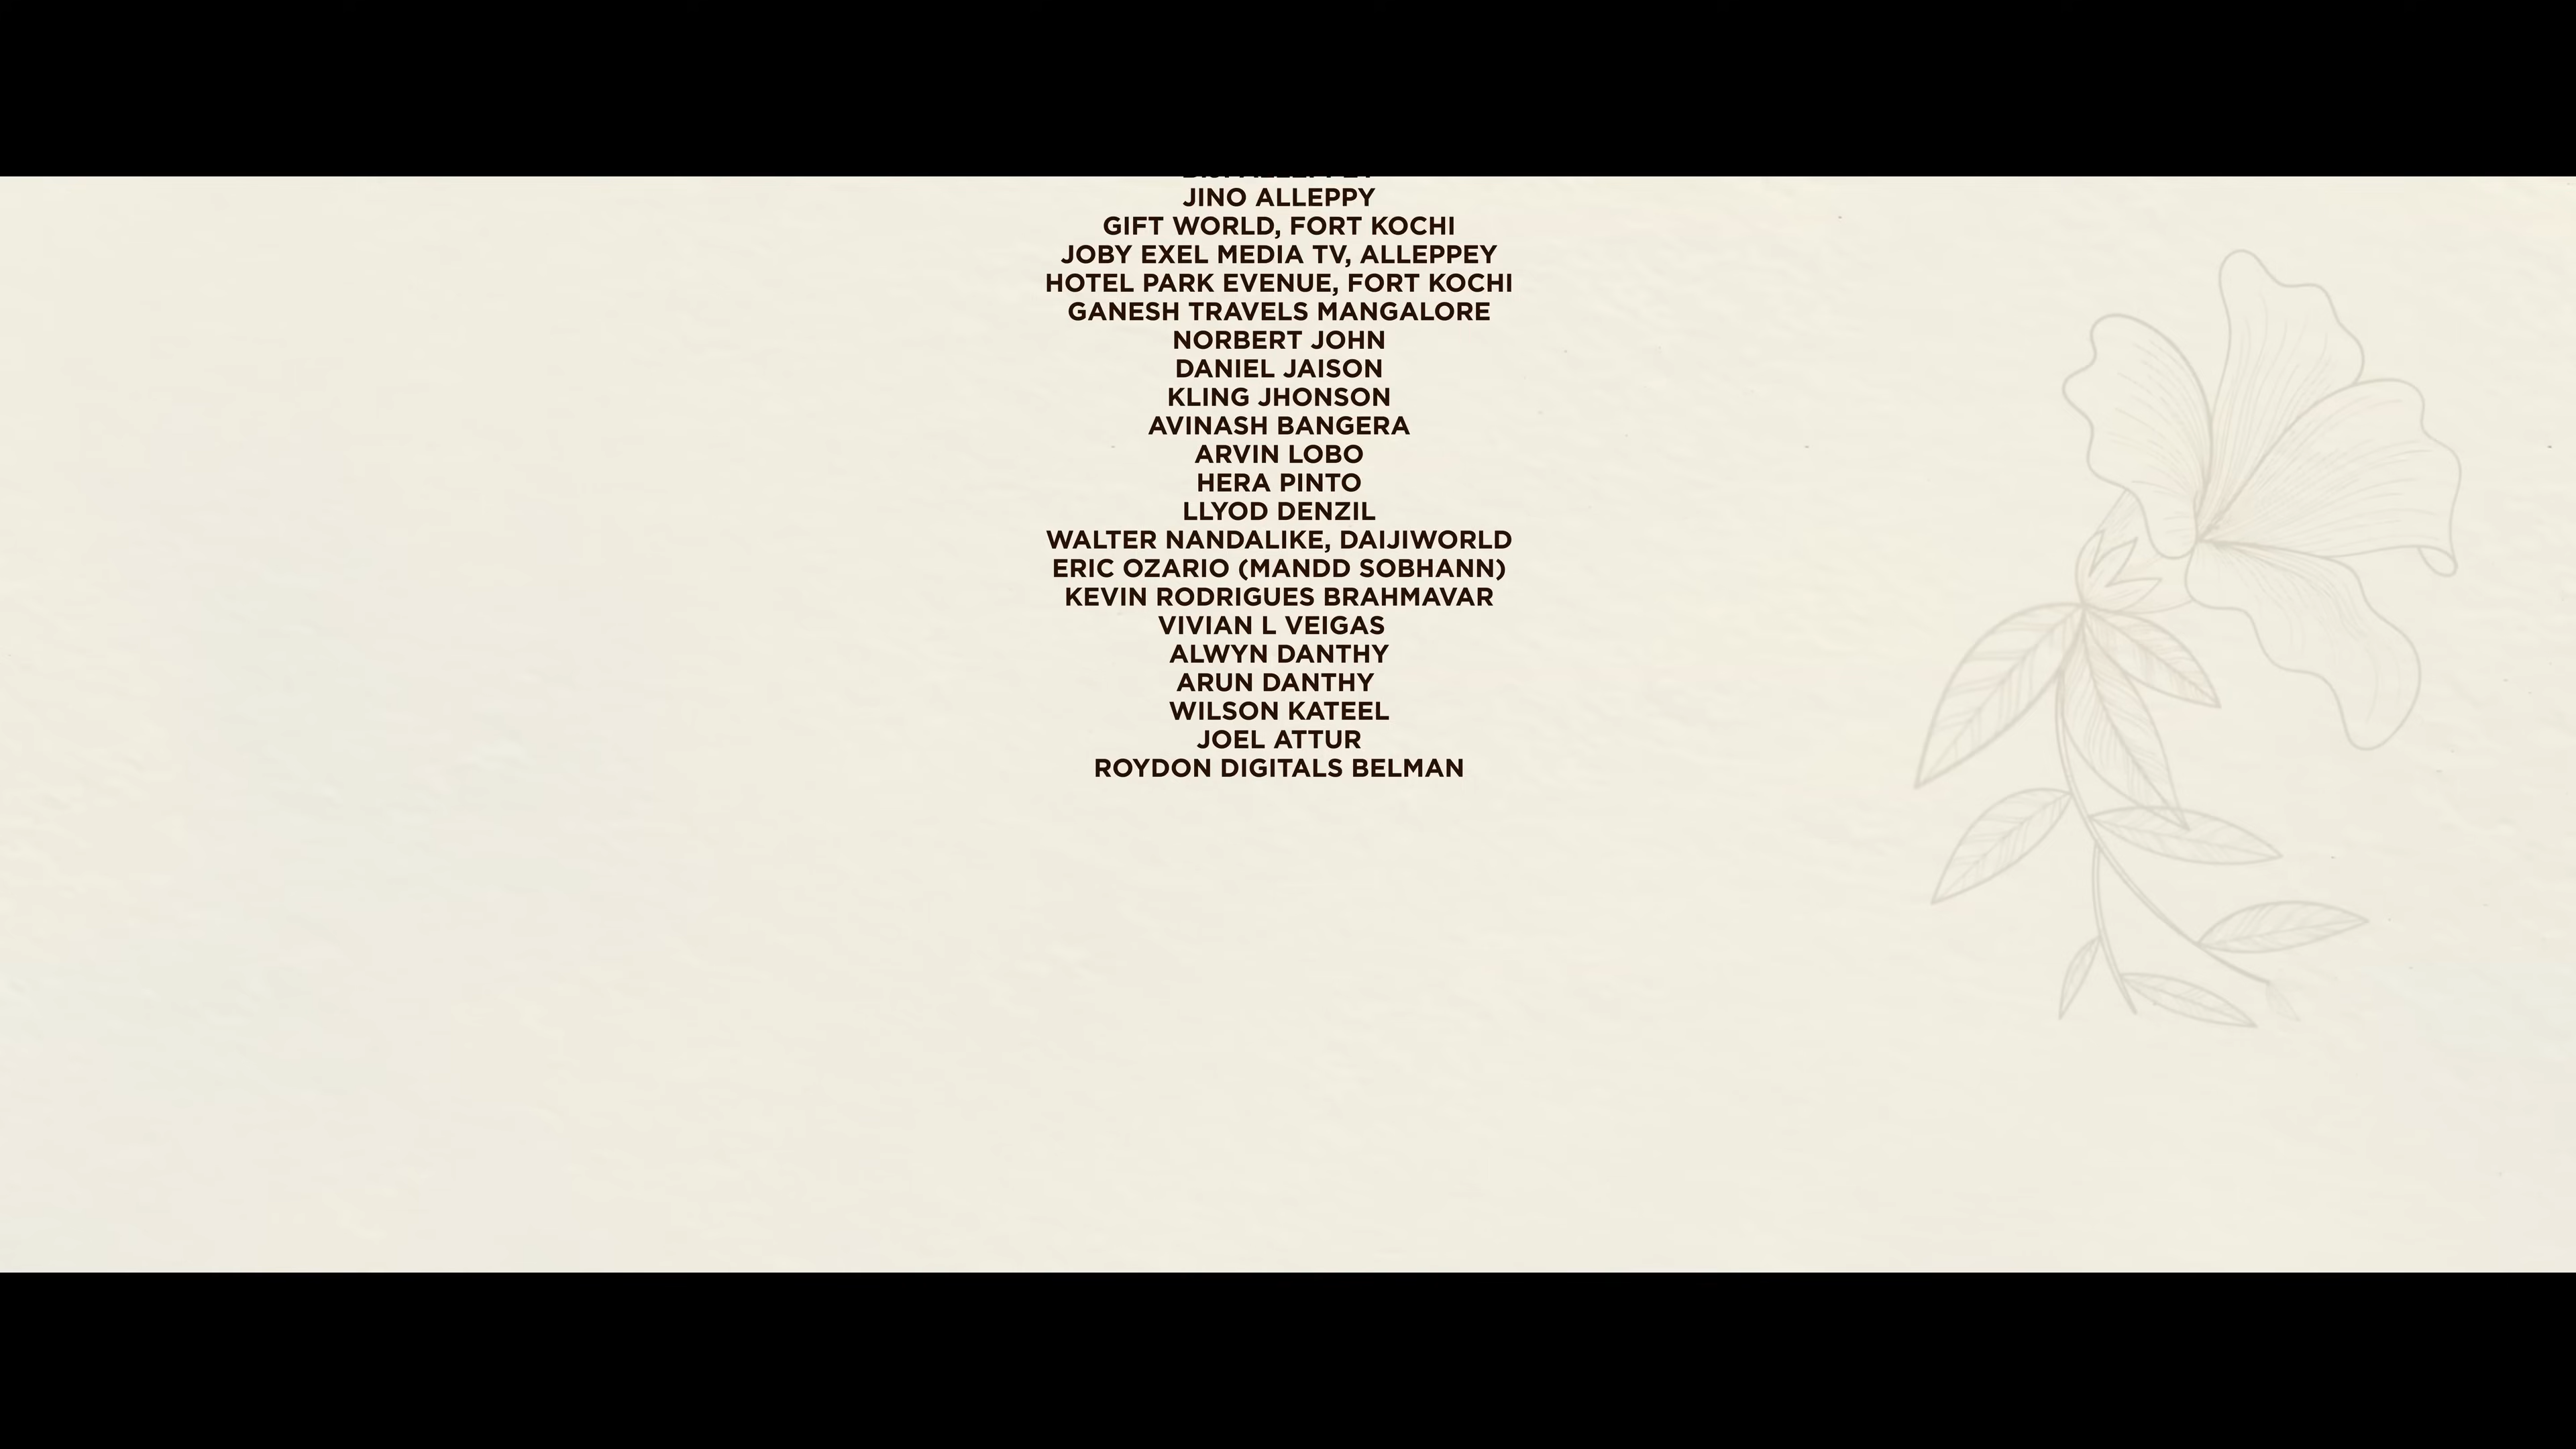 JINO ALLEPPY
GIFT WORLD, FORT KOCHI
JOBY EXEL MEDIA TV, ALLEPPEY
HOTEL PARK EVENUE, FORT KOCHI
GANESH TRAVELS MANGALORE
NORBERT JOHN
DANIEL JAISON
KLING JHONSON
AVINASH BANGERA
ARVIN LOBO
HERA PINTO
LLYOD DENZIL
WALTER NANDALIKE, DAIJIWORLD
ERIC OZARIO (MANDD SOBHANN)
KEVIN RODRIGUES BRAHMAVAR
VIVIAN L VEIGAS
ALWYN DANTHY
ARUN DANTHY
WILSON KATEEL
JOEL ATTUR
ROYDON DIGITALS BELMAN